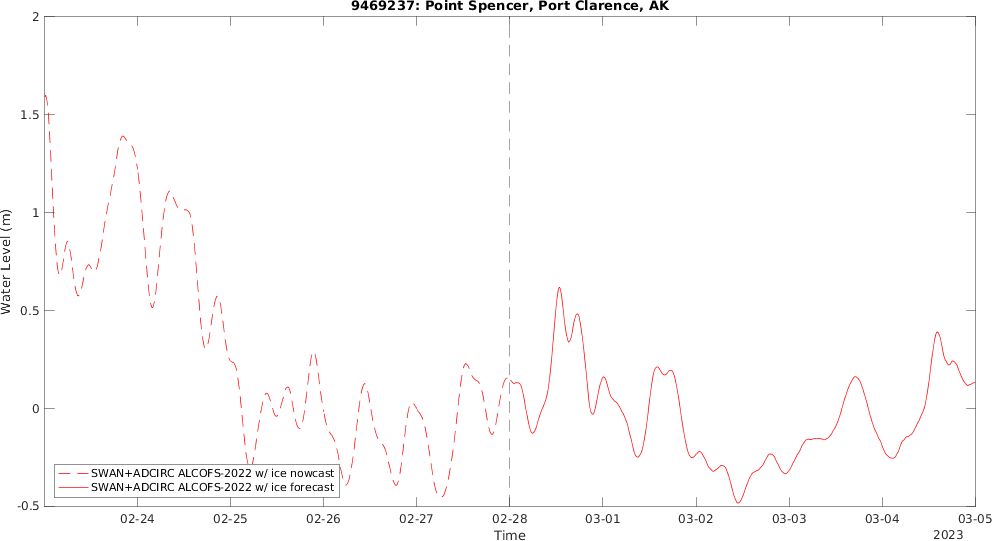 9469237: Point Spencer, Port Clarence, AK
2
1.5
1
0.5
0
-0.5
Water Level (m)
SWAN+ADCIRC ALCOFS-2022 w/ ice nowcast
SWAN+ADCIRC ALCOFS-2022 w/ ice forecast
02-24 02-25 02-26 02-27 02-28 03-01 03-02 03-03 03-04 03-05
Time
2023